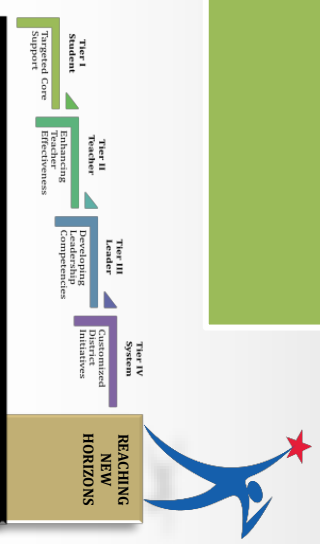 Tier I
Student
Targeted Core
Support
Tier II
Teacher
Enhancing
Teacher
Effectiveness
Tier III
Leader
Developing
Leadership
Competencies
Tier IV
System
Customized
District
Initiatives
REACHING
NEW
HORIZONS